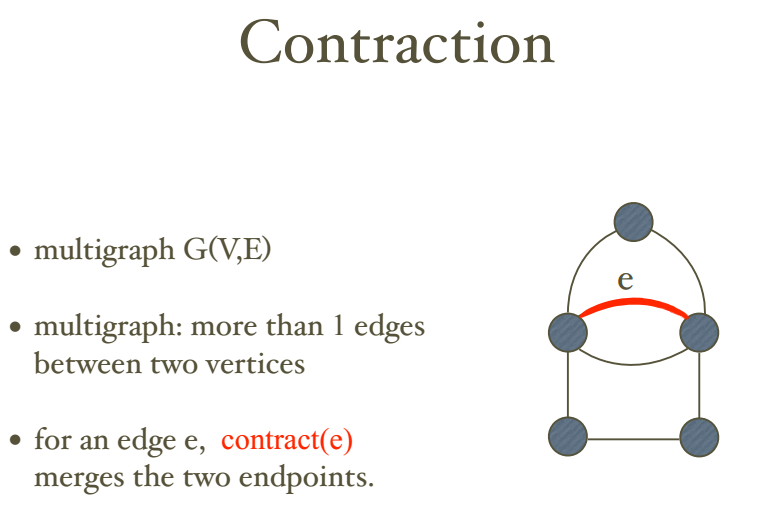 Contraction
• multigraph G(V,E)
• multigraph: more than 1 edges
between two vertices
• for an edge e, contract(e)
merges the two endpoints.
e